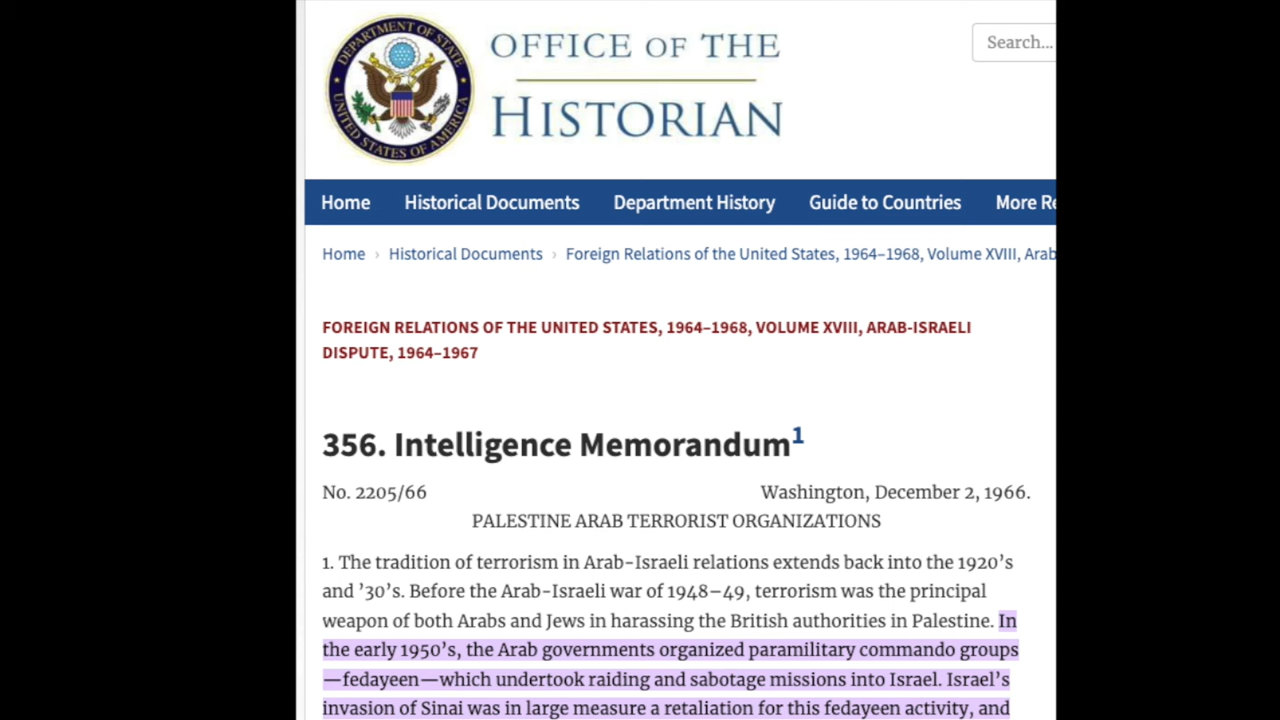 DEPARTMENT OF STATE
UNITED STATES OF AMERICA
OFFICE OF THE
HISTORIAN
Search...
Home Historical Documents Department History Guide to Countries More Re
Home › Historical Documents › Foreign Relations of the United States, 1964–1968, Volume XVIII, Arab
FOREIGN RELATIONS OF THE UNITED STATES, 1964–1968, VOLUME XVIII, ARAB-ISRAELI
DISPUTE, 1964–1967
356. Intelligence Memorandum1
No. 2205/66 Washington, December 2, 1966.
PALESTINE ARAB TERRORIST ORGANIZATIONS
1. The tradition of terrorism in Arab-Israeli relations extends back into the 1920’s
and ’30’s. Before the Arab-Israeli war of 1948–49, terrorism was the principal
weapon of both Arabs and Jews in harassing the British authorities in Palestine. In
the early 1950’s, the Arab governments organized paramilitary commando groups
—fedayeen—which undertook raiding and sabotage missions into Israel. Israel’s
invasion of Sinai was in large measure a retaliation for this fedayeen activity, and